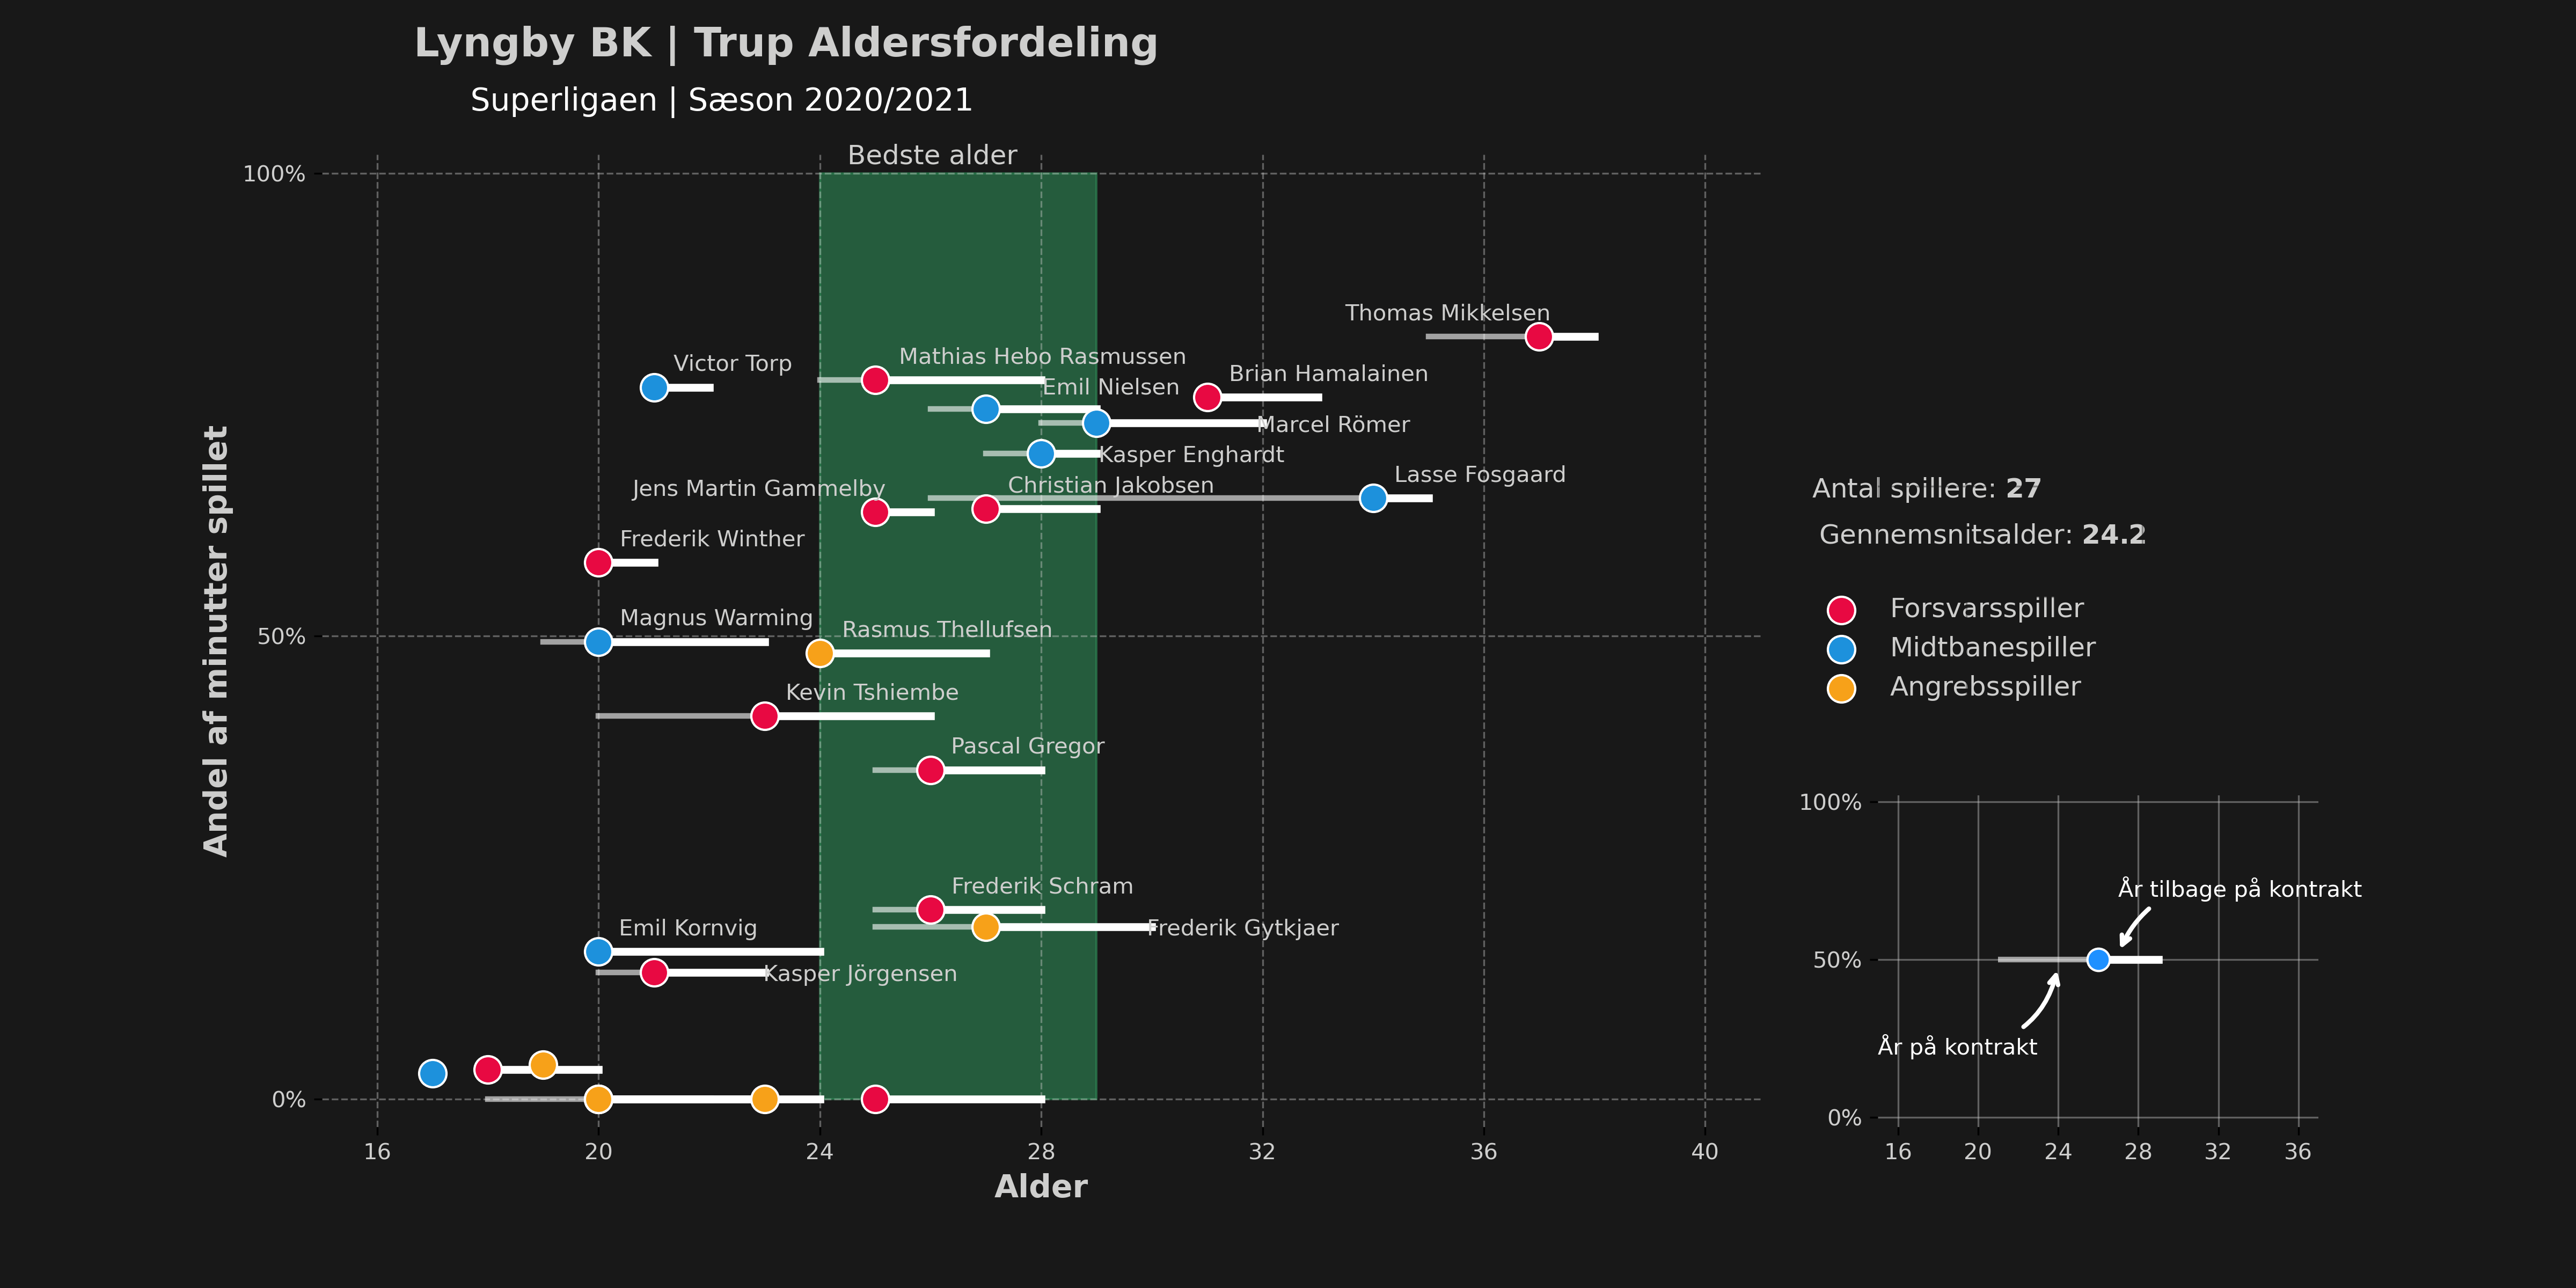 Lyngby BK | Trup Aldersfordeling
Superligaen | Sæson 2020/2021
Bedste alder
100%
Thomas Mikkelsen
Victor Torp
Mathias Hebo Rasmussen
Brian Hamalainen
Emil Nielsen
Marcel Römer
Kasper Enghardt
Lasse Fosgaard
Christian Jakobsen
Jens Martin Gammelby
Frederik Winther
Magnus Warming
Rasmus Thellufsen
50%
Kevin Tshiembe
Pascal Gregor
Frederik Schram
Emil Kornvig
Frederik Gytkjaer
Kasper Jörgensen
0%
16 20 24 28 32 36 40
Alder
Andel af minutter spillet
Antal spillere: 27
Gennemsnitsalder: 24.2
Forsvarsspiller
Midtbanespiller
Angrebsspiller
100%
År tilbage på kontrakt
50%
År på kontrakt
0%
16 20 24 28 32 36